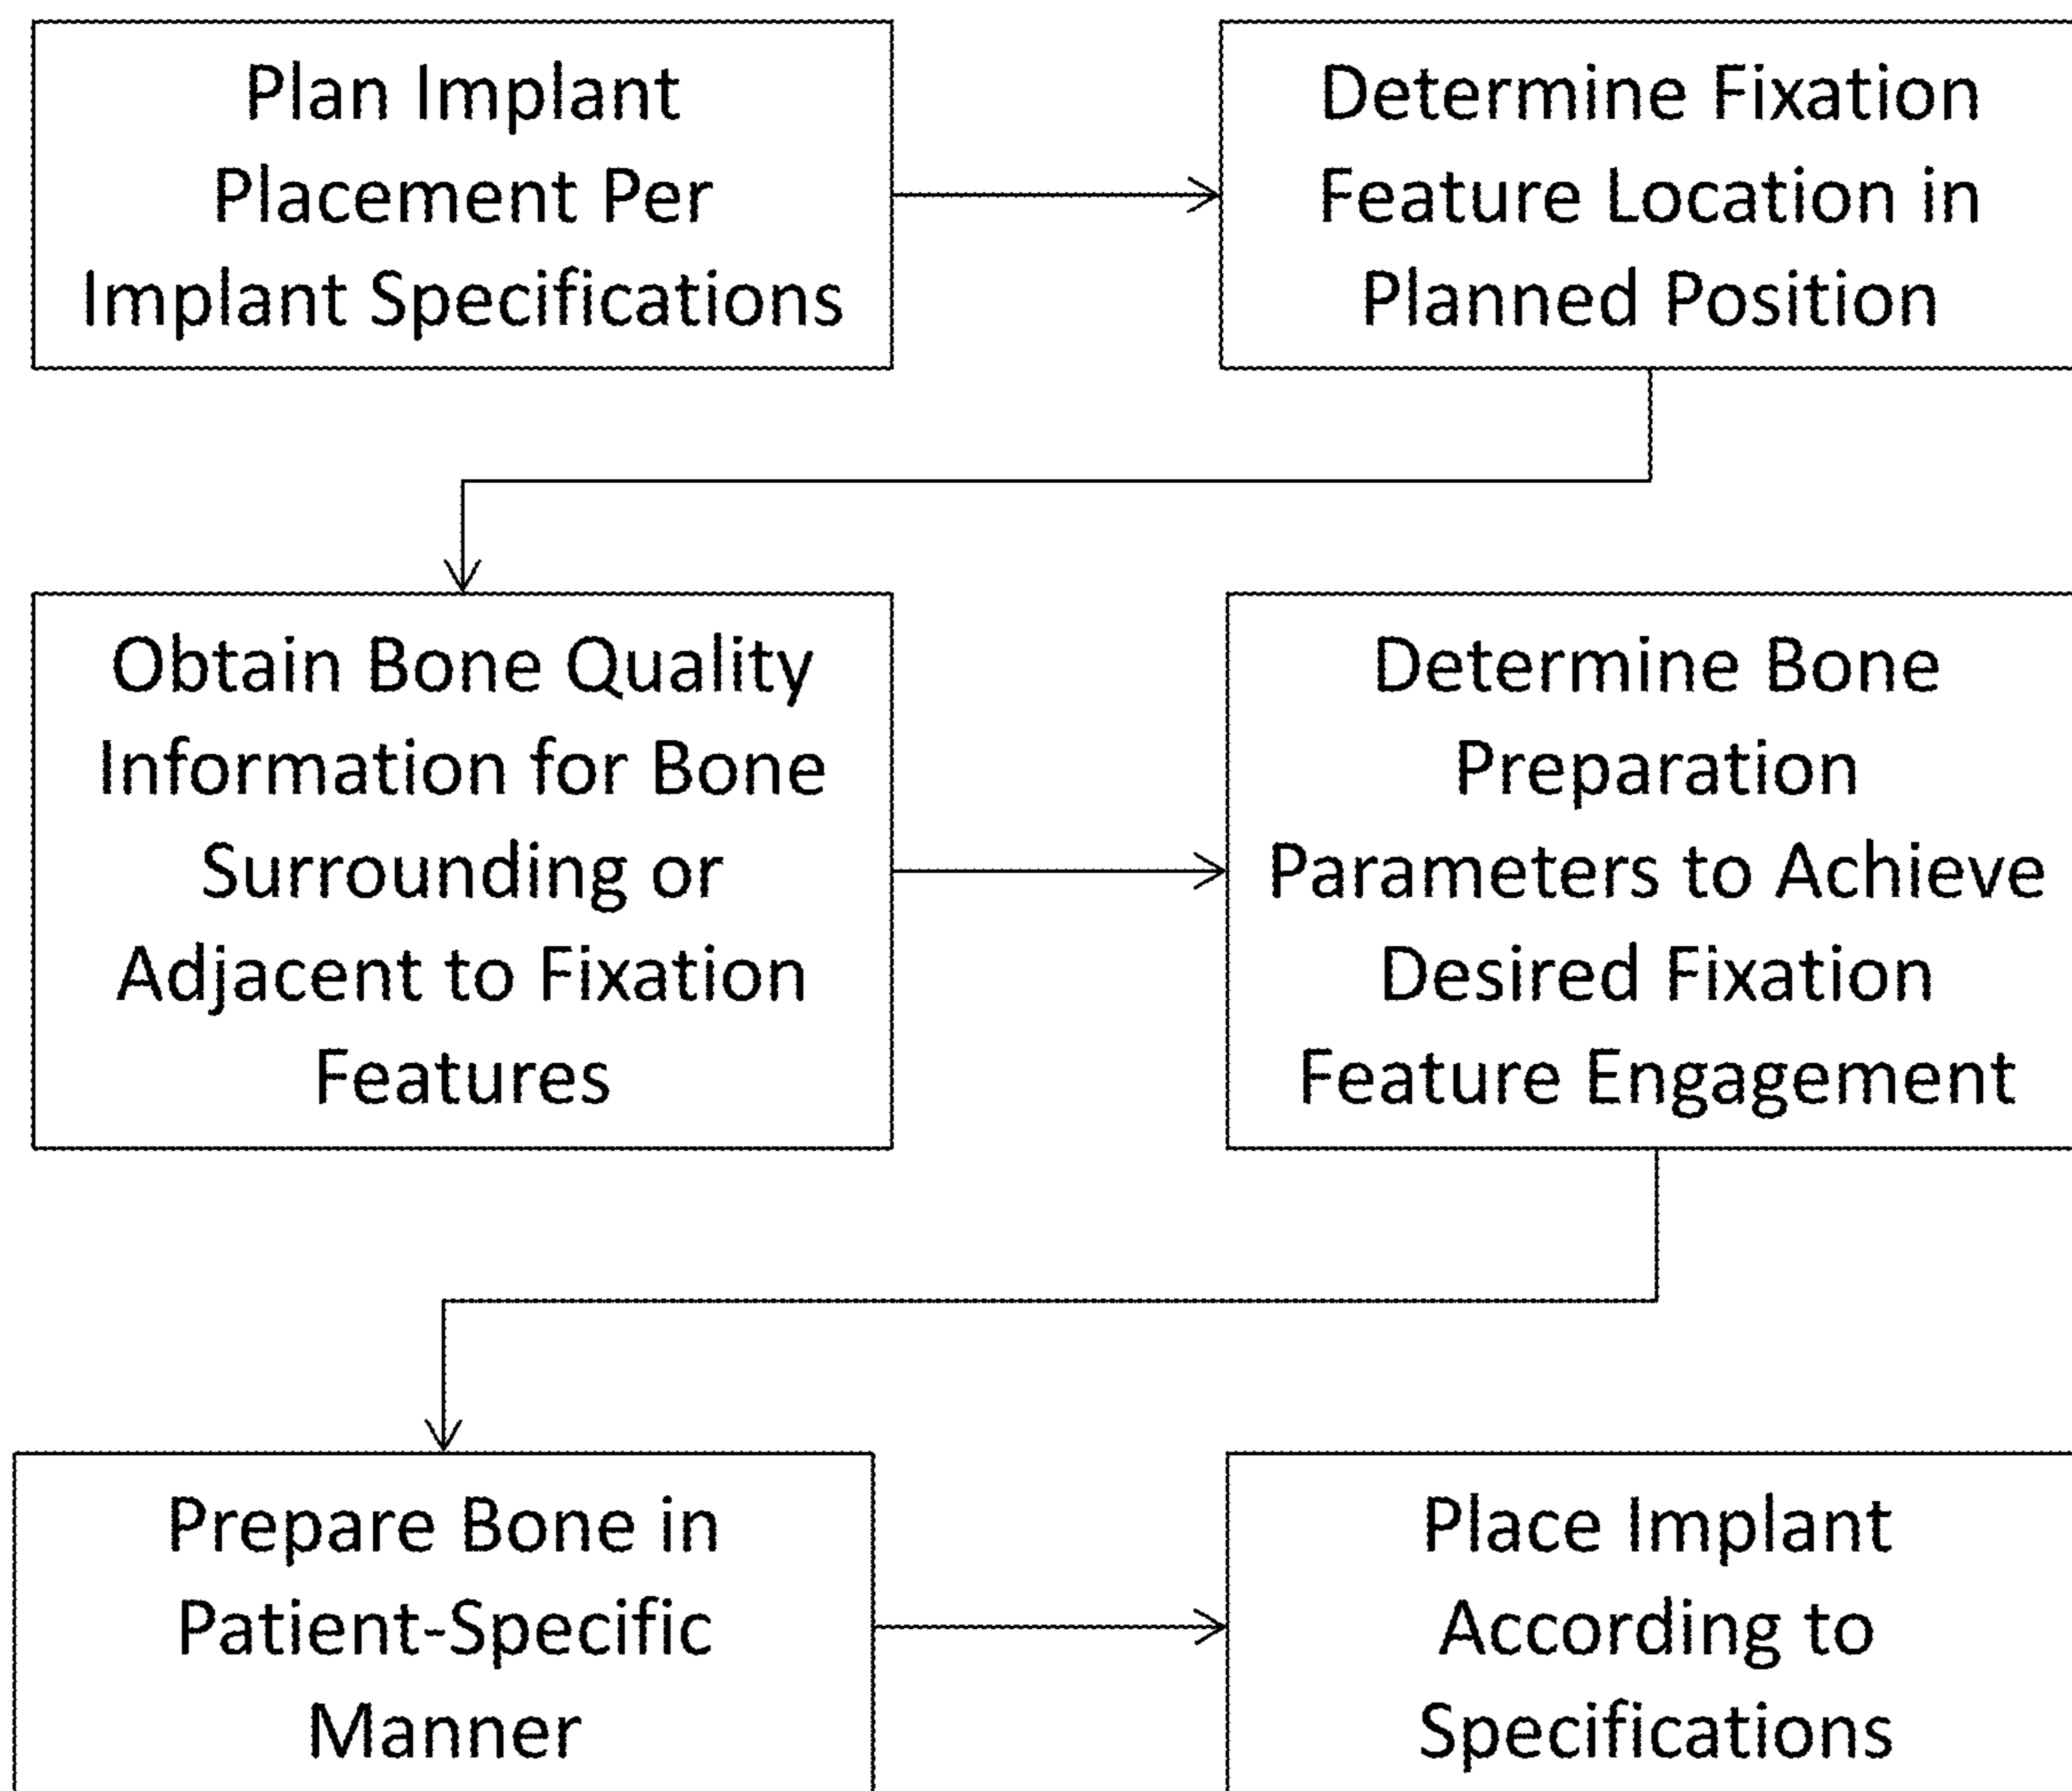 Plan Implant
Placement Per
Implant Specifications
Determine Fixation
Feature Location in
Planned Position
Obtain Bone Quality
Information for Bone
Surrounding or
Adjacent to Fixation
Features
Determine Bone
Preparation
Parameters to Achieve
Desired Fixation
Feature Engagement
Prepare Bone in
Patient-Specific
Manner
Place Implant
According to
Specifications